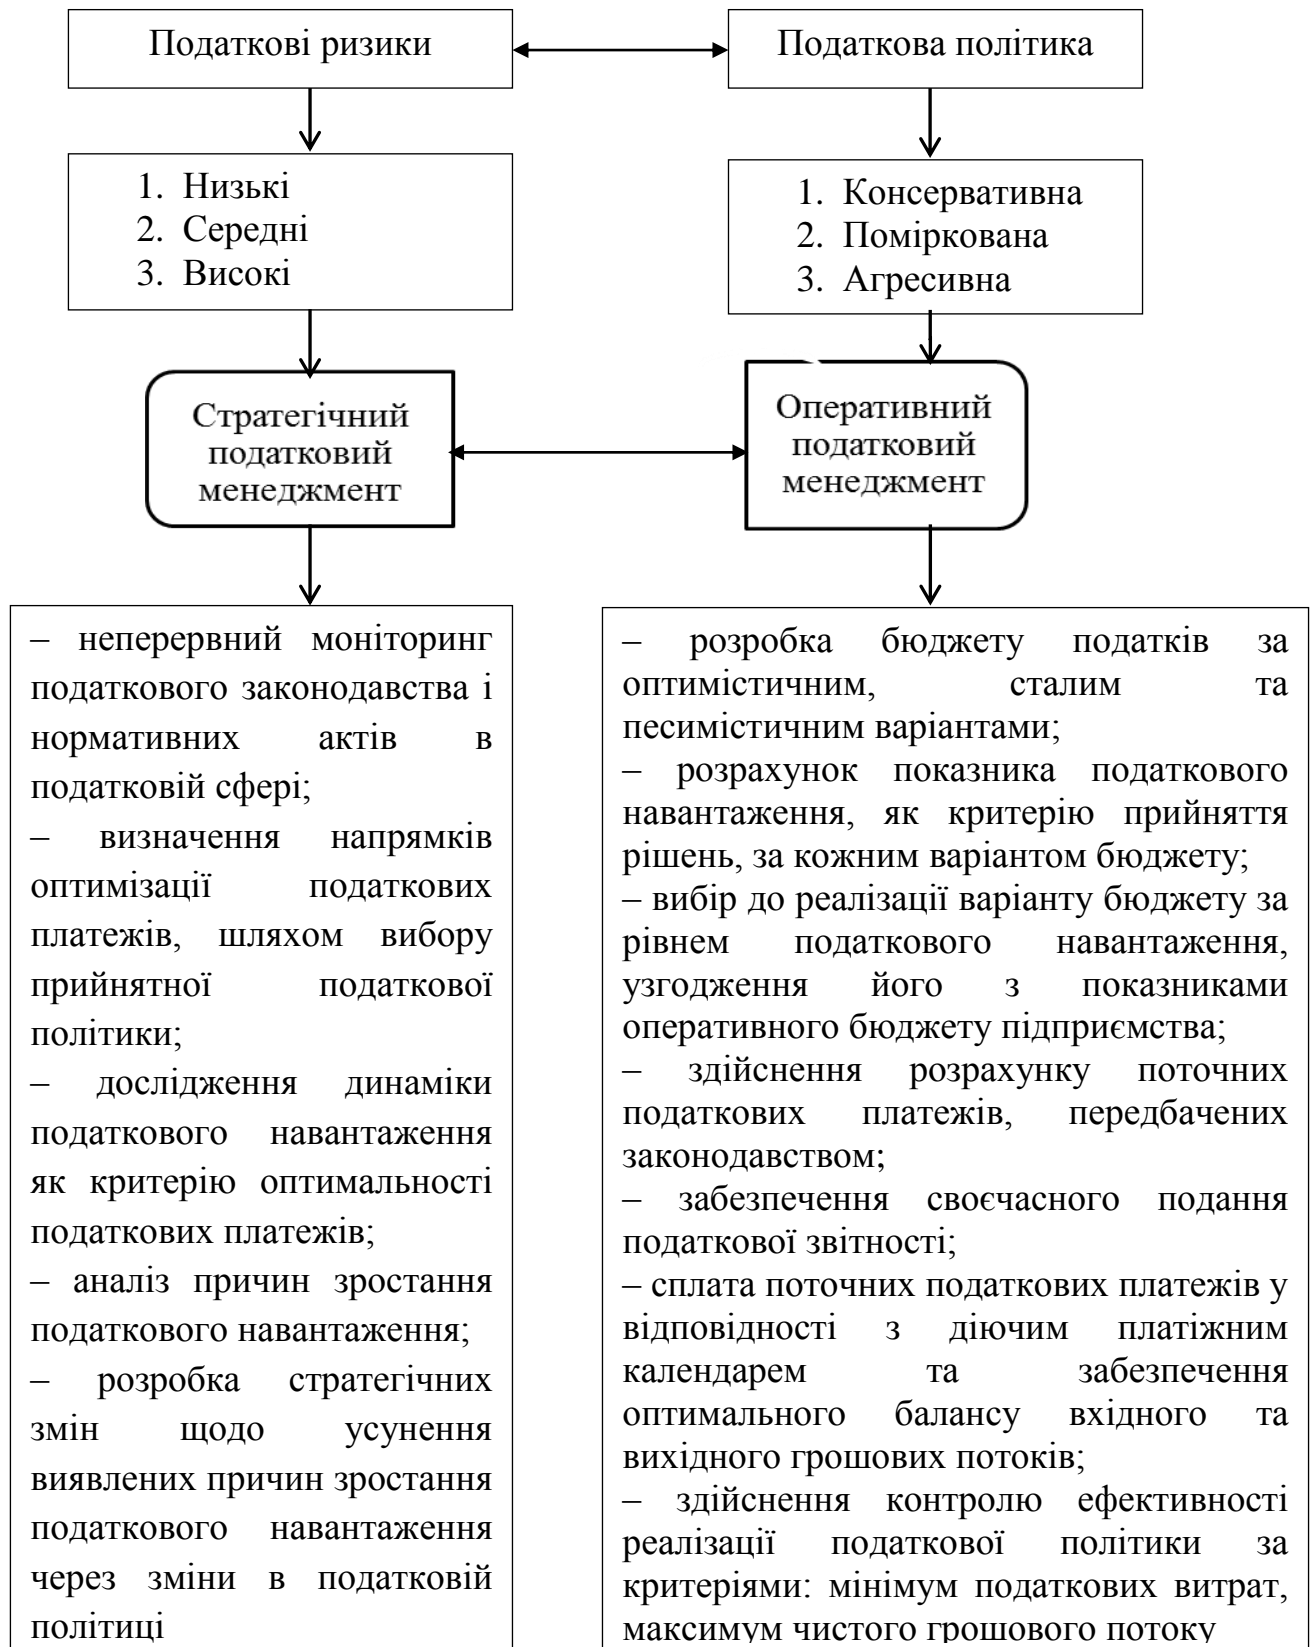 Податкові ризики
Податкова політика
1. Низькі
2. Середні
3. Високі
1. Консервативна
2. Поміркована
3. Агресивна
Стратегічний
податковий
менеджмент
Оперативний
податковий
менеджмент
– неперервний моніторинг
податкового законодавства і
нормативних актів в
податковій сфері;
– визначення напрямків
оптимізації податкових
платежів, шляхом вибору
прийнятної податкової
політики;
– дослідження динаміки
податкового навантаження
як критерію оптимальності
податкових платежів;
– аналіз причин зростання
податкового навантаження;
– розробка стратегічних
змін щодо усунення
виявлених причин зростання
податкового навантаження
через зміни в податковій
політиці
– розробка бюджету податків за
оптимістичним, сталим та
песимістичним варіантами;
– розрахунок показника податкового
навантаження, як критерію прийняття
рішень, за кожним варіантом бюджету;
– вибір до реалізації варіанту бюджету за
рівнем податкового навантаження,
узгодження його з показниками
оперативного бюджету підприємства;
– здійснення розрахунку поточних
податкових платежів, передбачених
законодавством;
– забезпечення своєчасного подання
податкової звітності;
– сплата поточних податкових платежів у
відповідності з діючим платіжним
календарем та забезпечення
оптимального балансу вхідного та
вихідного грошових потоків;
– здійснення контролю ефективності
реалізації податкової політики за
критеріями: мінімум податкових витрат,
максимум чистого грошового потоку